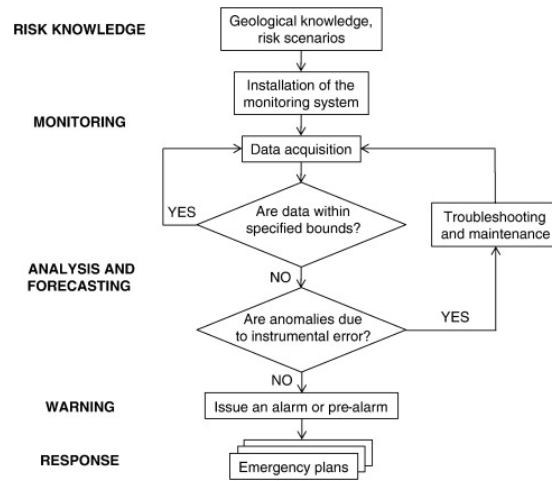 RISK KNOWLEDGE
Geological knowledge,
risk scenarios
Installation of the
monitoring system
MONITORING
Data acquisition
YES
Are data within
specified bounds?
Troubleshooting
and maintenance
ANALYSIS AND
FORECASTING
NO
Are anomalies due
to instrumental error?
YES
NO
WARNING
Issue an alarm or pre-alarm
RESPONSE
Emergency plans